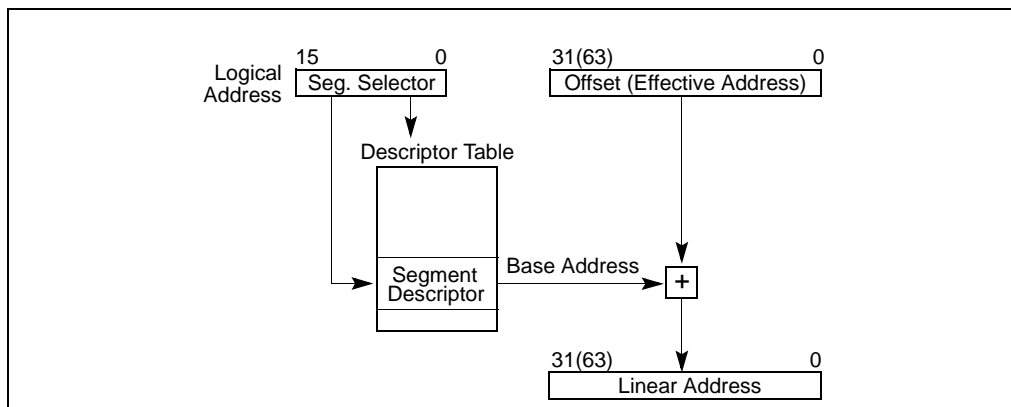 15 0
31(63) 0
Logical
Address
Seg. Selector
Offset (Effective Address)
Descriptor Table
Segment
Descriptor
Base Address
+
31(63) 0
Linear Address